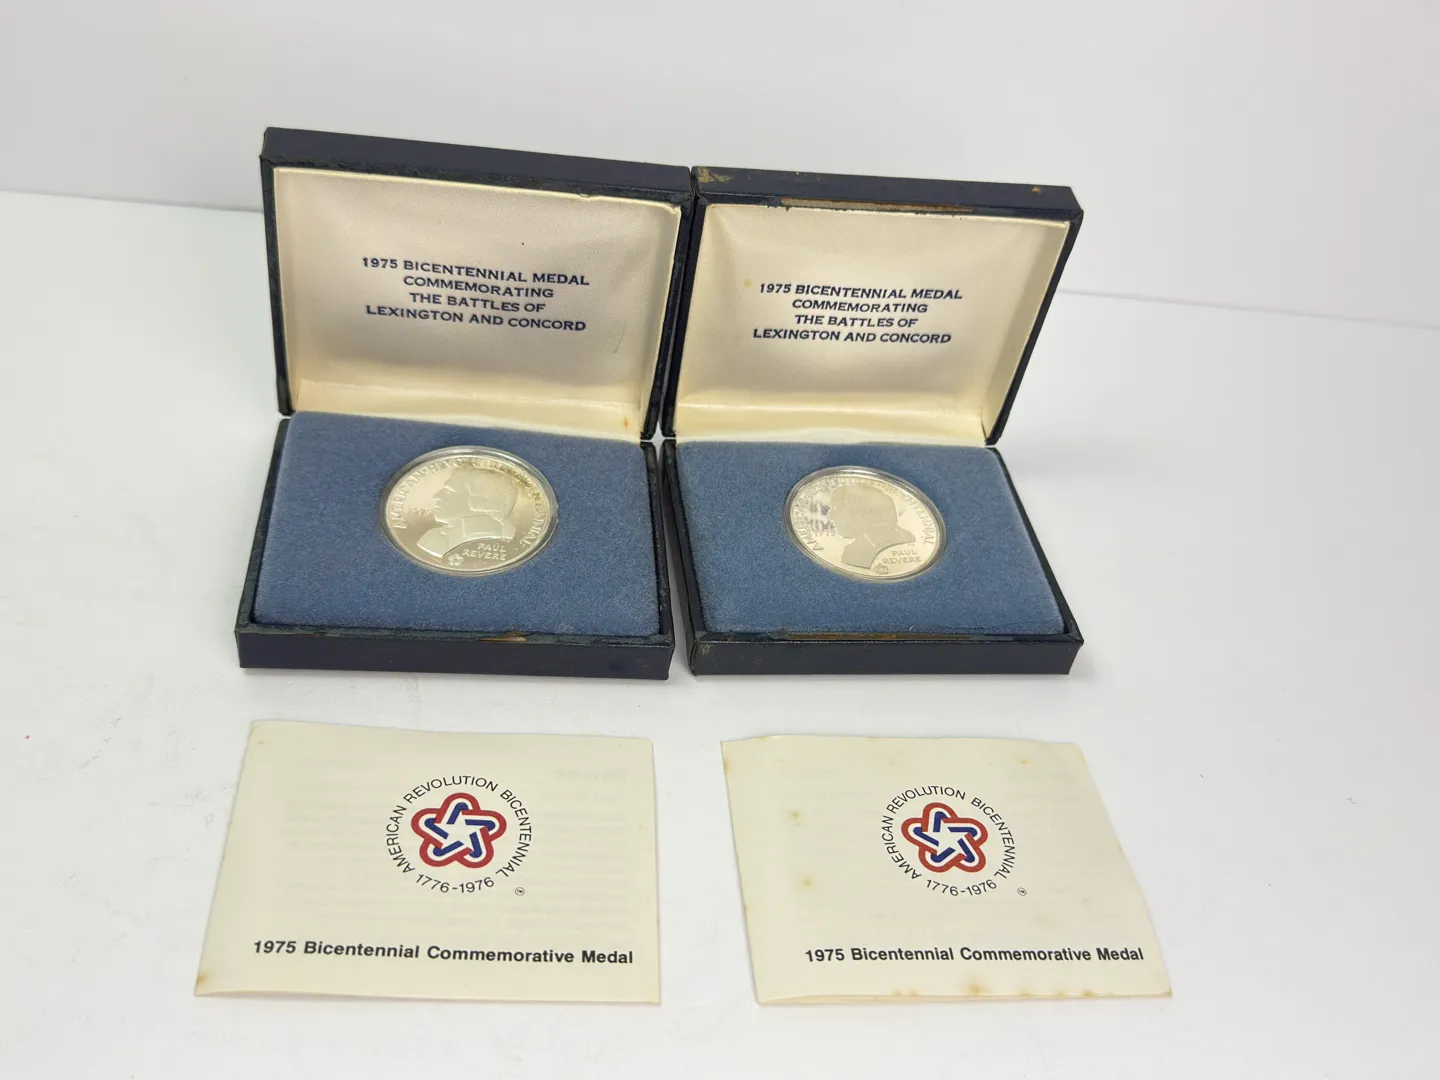 1975 BICENTENNIAL MEDAL
COMMEMORATING
THE BATTLES OF
LEXINGTON AND CONCORD
1975 BICENTENNIAL MEDAL
COMMEMORATING
THE BATTLES OF
LEXINGTON AND CONCORD
PAUL
REVERE
PAUL
REVERE
AMERICAN REVOLUTION BICENTENNIAL
1776-1976
1975 Bicentennial Commemorative Medal
AMERICAN REVOLUTION BICENTENNIAL
1776-1976
1975 Bicentennial Commemorative Medal